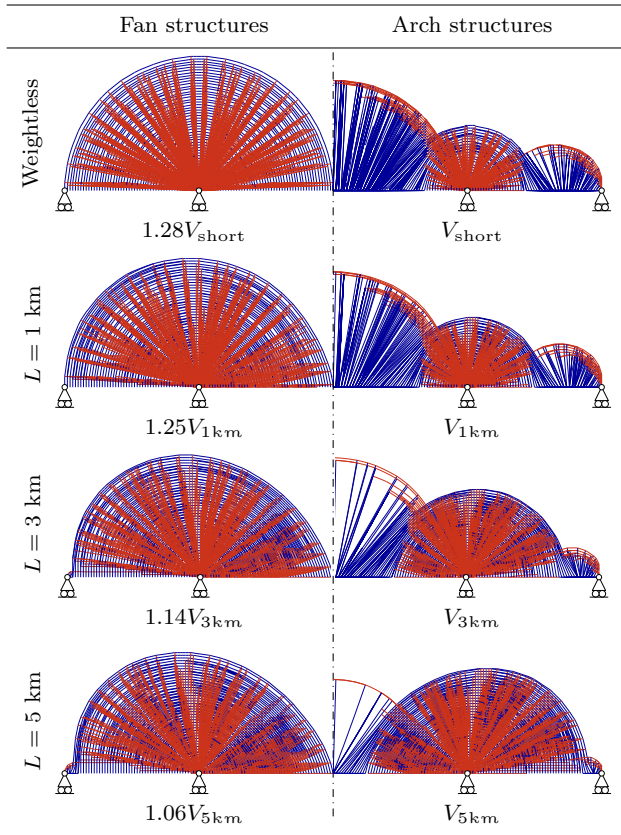 Fan structures Arch structures
Weightless
1.28V_short V_short
L = 1 km
1.25V_1km V_1km
L = 3 km
1.14V_3km V_3km
L = 5 km
1.06V_5km V_5km